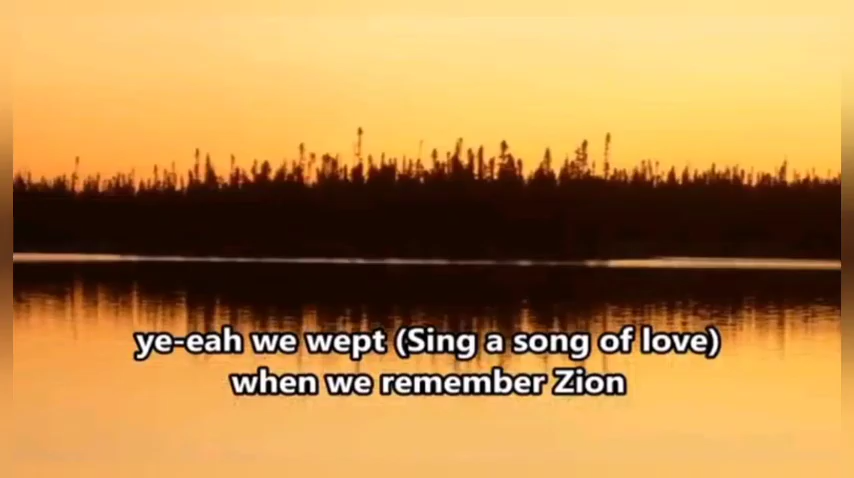 ye-eah we wept (Sing a song of love)
when we remember Zion